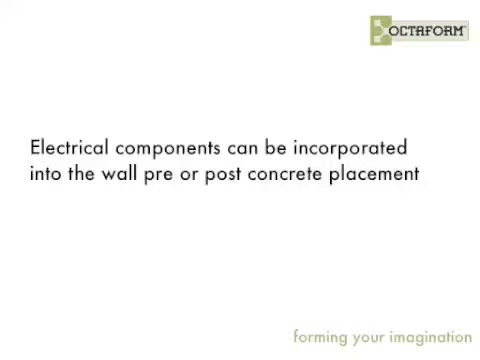 OCTAFORM
Electrical components can be incorporated
into the wall pre or post concrete placement
forming your imagination